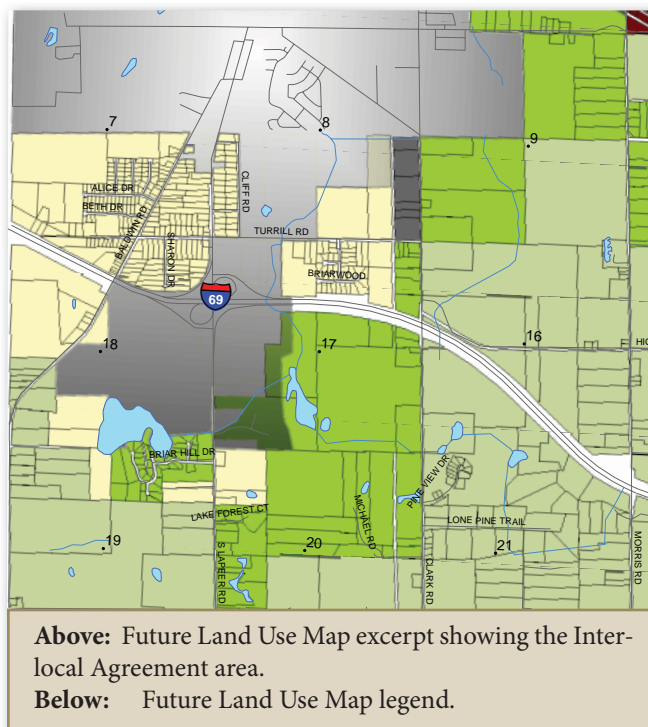 7
8
9
ALICE DR
BETH DR
BALDWIN RD
CLIFF RD
SHARON DR
TURRILL RD
BRIARWOOD
69
18
17
16
HIG
BRIAR HILL DR
LAKE FOREST CT
MICHAEL RD
PINE VIEW DR
LONE PINE TRAIL
19
20
21
S LAPEER RD
CLARK RD
MORRIS RD
Above: Future Land Use Map excerpt showing the Inter-
local Agreement area.
Below: Future Land Use Map legend.